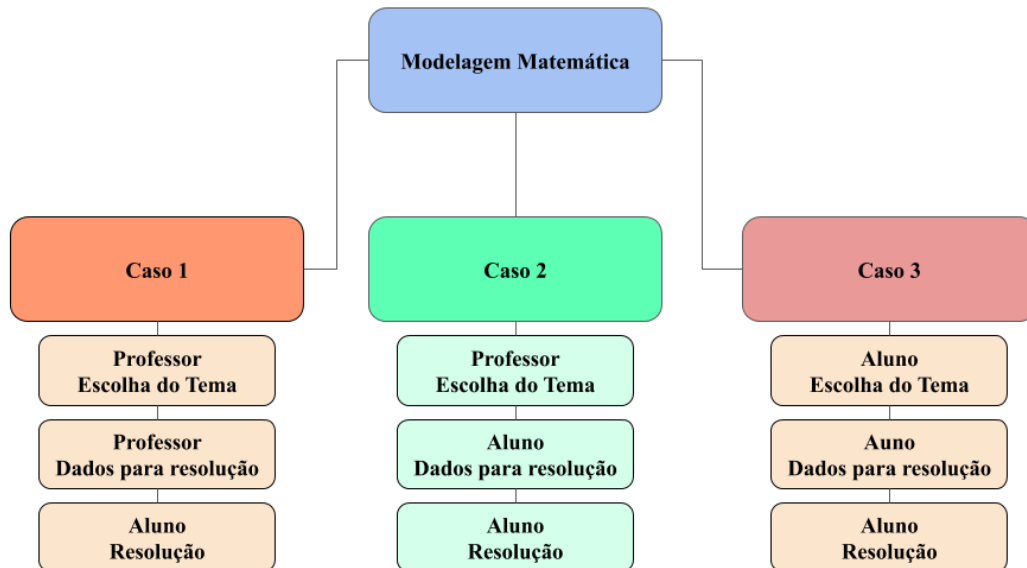 Modelagem Matemática
Caso 1
Caso 2
Caso 3
Professor
Escolha do Tema
Professor
Escolha do Tema
Aluno
Escolha do Tema
Professor
Dados para resolução
Aluno
Dados para resolução
Auno
Dados para resolução
Aluno
Resolução
Aluno
Resolução
Aluno
Resolução